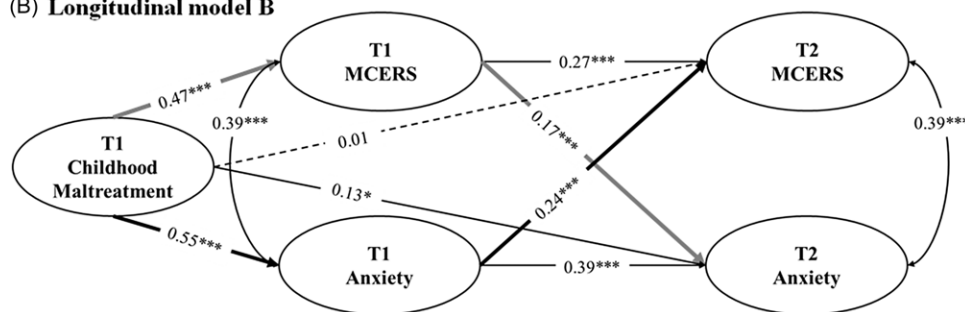 (B) Longitudinal model B
T1
MCERS
T2
MCERS
0.27***
0.47***
0.39***
0.39***
0.01
0.17***
T1
Childhood
Maltreatment
0.13*
0.24***
0.55***
T1
Anxiety
0.39***
T2
Anxiety